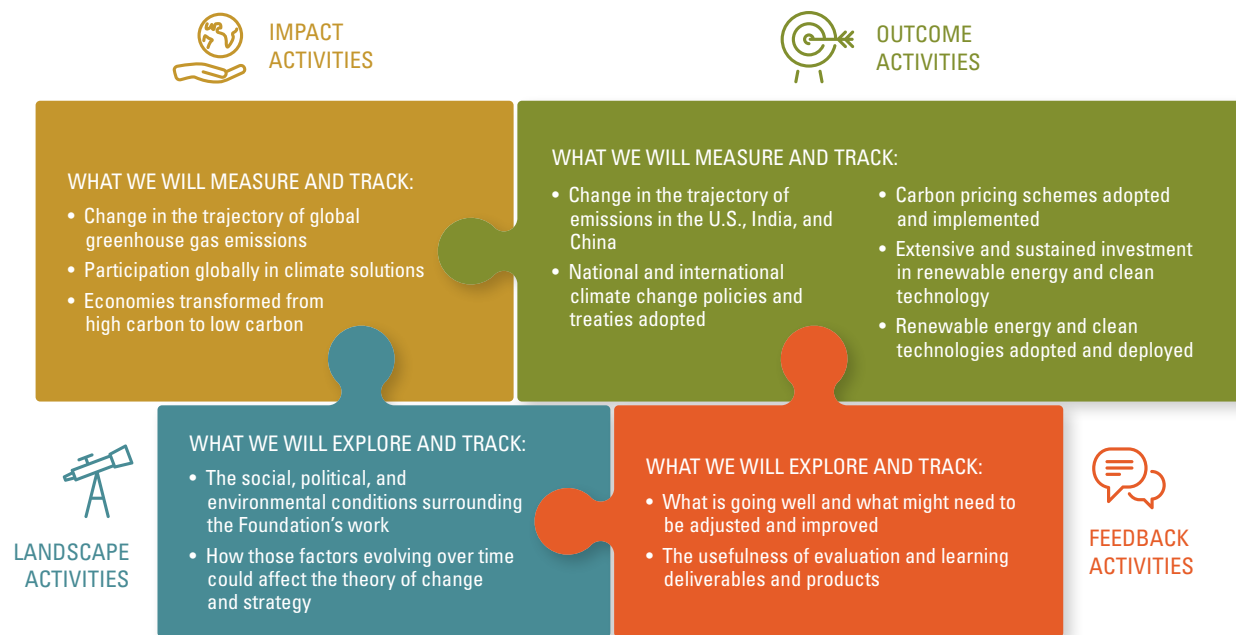 IMPACT
ACTIVITIES
WHAT WE WILL MEASURE AND TRACK:
• Change in the trajectory of global
greenhouse gas emissions
• Participation globally in climate solutions
• Economies transformed from
high carbon to low carbon
OUTCOME
ACTIVITIES
WHAT WE WILL MEASURE AND TRACK:
• Change in the trajectory of
emissions in the U.S., India, and
China
• National and international
climate change policies and
treaties adopted
• Carbon pricing schemes adopted
and implemented
• Extensive and sustained investment
in renewable energy and clean
technology
• Renewable energy and clean
technologies adopted and deployed
LANDSCAPE
ACTIVITIES
WHAT WE WILL EXPLORE AND TRACK:
• The social, political, and
environmental conditions surrounding
the Foundation’s work
• How those factors evolving over time
could affect the theory of change
and strategy
WHAT WE WILL EXPLORE AND TRACK:
• What is going well and what might need to
be adjusted and improved
• The usefulness of evaluation and learning
deliverables and products
FEEDBACK
ACTIVITIES